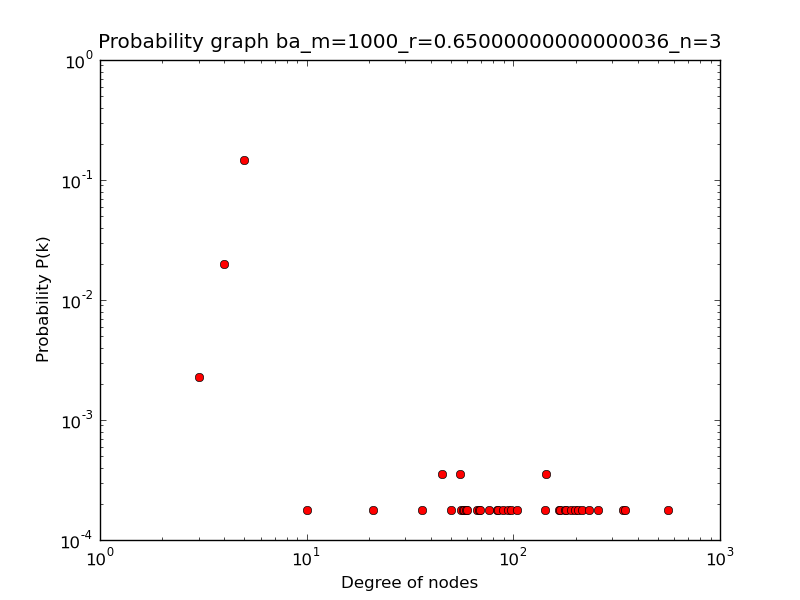 Probability graph ba_m=1000_r=0.65000000000000036_n=3
10^0
10^-1
10^-2
10^-3
10^-4
Probability P(k)
10^0 10^1 10^2 10^3
Degree of nodes